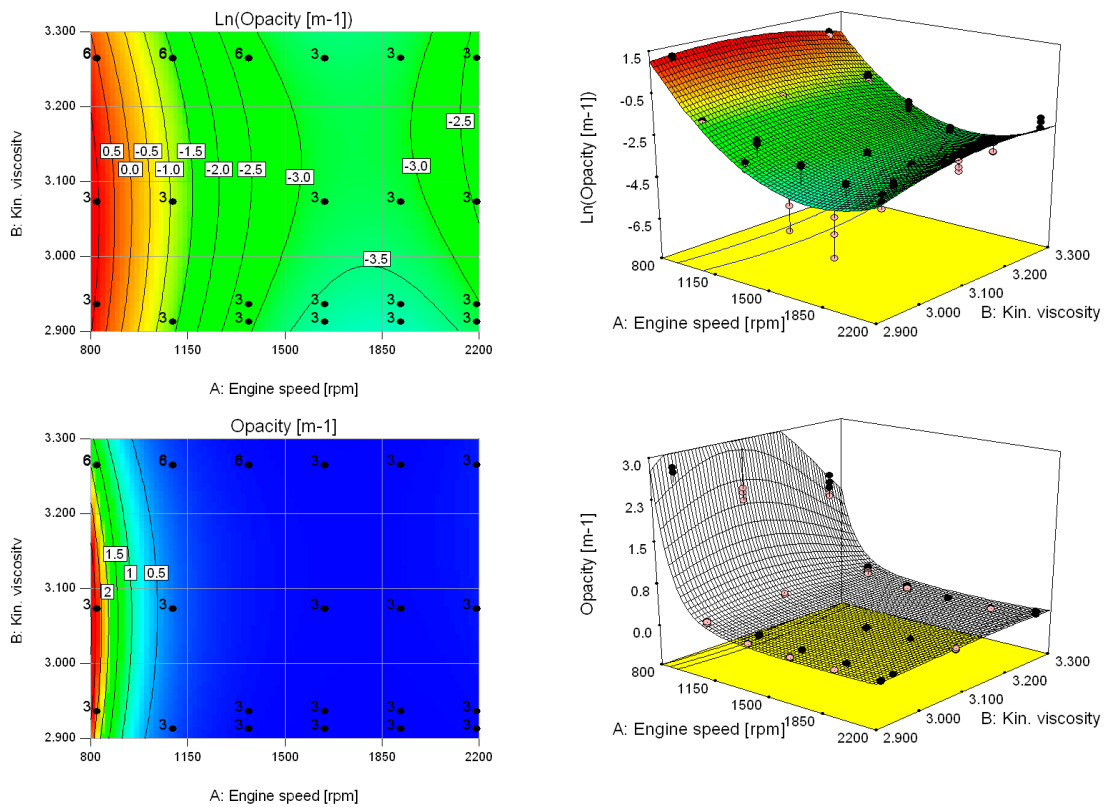 Ln(Opacity [m-1])
3.300
3.200
3.100
3.000
2.900
B: Kin. viscosity
6 6 6 3 3 3
0.5 -0.5 -1.5 -2.5
0.0 -1.0 -2.0 -2.5 -3.0 -3.0
3 3 3 3 3
-3.5
3 3 3 3 3
3 3 3 3 3
800 1150 1500 1850 2200
A: Engine speed [rpm]
1.5
-0.5
-2.5
-4.5
-6.5
Ln(Opacity [m-1])
800
1150
1500
1850
2200
A: Engine speed [rpm]
3.300
3.200
3.100
3.000
2.900
B: Kin. viscosity
Opacity [m-1]
3.300
3.200
3.100
3.000
2.900
B: Kin. viscosity
6 6 6 3 3 3
1.5
2 1 0.5
3 3 3 3 3
3 3 3 3 3
3 3 3 3 3
800 1150 1500 1850 2200
A: Engine speed [rpm]
3.0
2.3
1.5
0.8
0.0
Opacity [m-1]
800
1150
1500
1850
2200
A: Engine speed [rpm]
3.300
3.200
3.100
3.000
2.900
B: Kin. viscosity